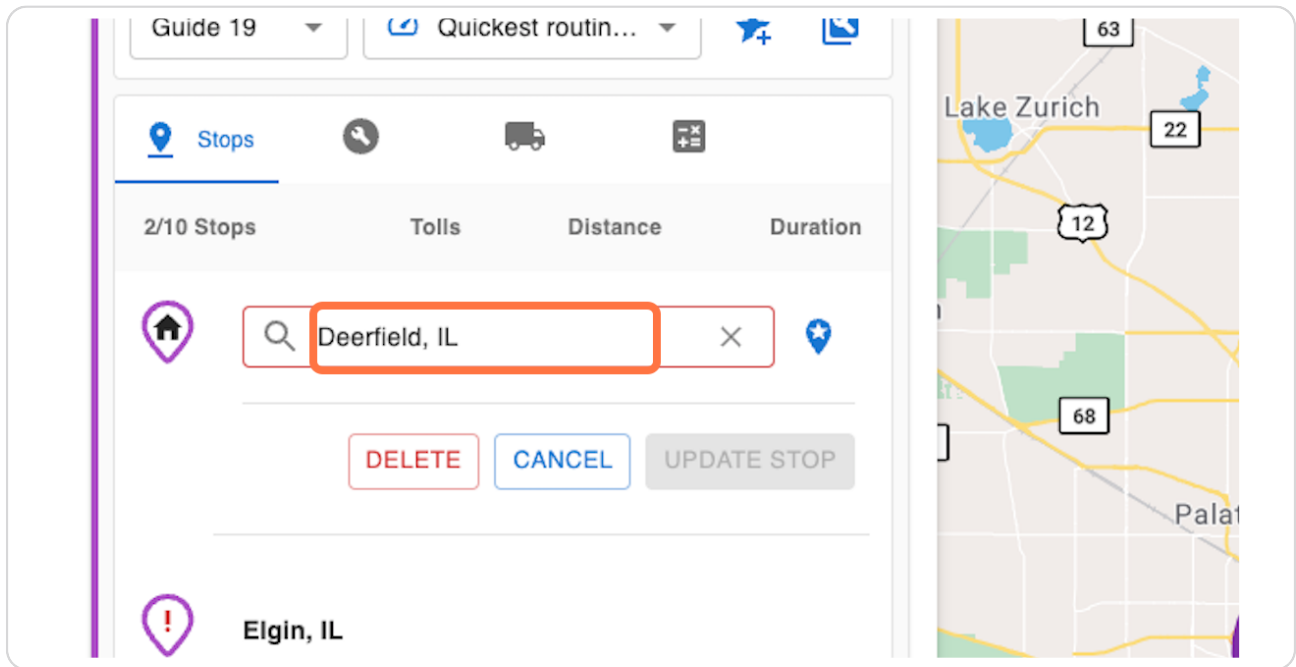 Guide 19
Quickest routin...
Stops
2/10 Stops Tolls Distance Duration
Deerfield, IL
DELETE CANCEL UPDATE STOP
!
Elgin, IL
63
Lake Zurich
22
12
68
Palat